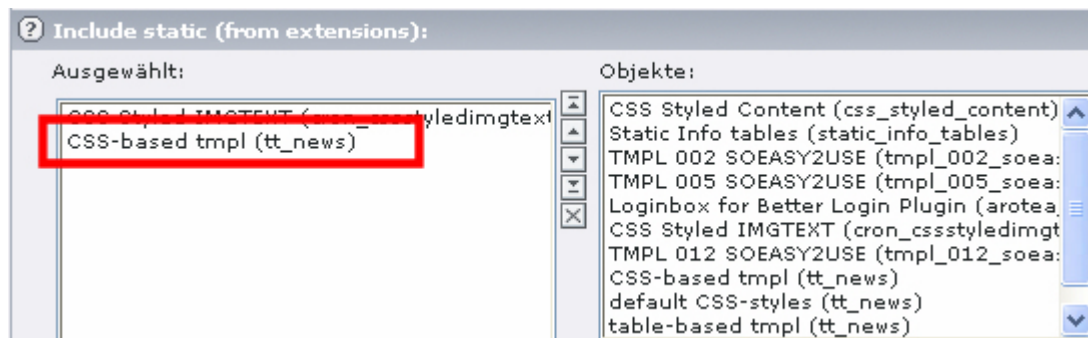 Include static (from extensions):
Ausgewählt:
CSS Styled IMGTEXT (cron_cssstyledimgtext
CSS-based tmpl (tt_news)
Objekte:
CSS Styled Content (css_styled_content)
Static Info tables (static_info_tables)
TMPL 002 SOEASY2USE (tmpl_002_soea:
TMPL 005 SOEASY2USE (tmpl_005_soea:
Loginbox for Better Login Plugin (arotea_
CSS Styled IMGTEXT (cron_cssstyledimgt
TMPL 012 SOEASY2USE (tmpl_012_soea:
CSS-based tmpl (tt_news)
default CSS-styles (tt_news)
table-based tmpl (tt_news)